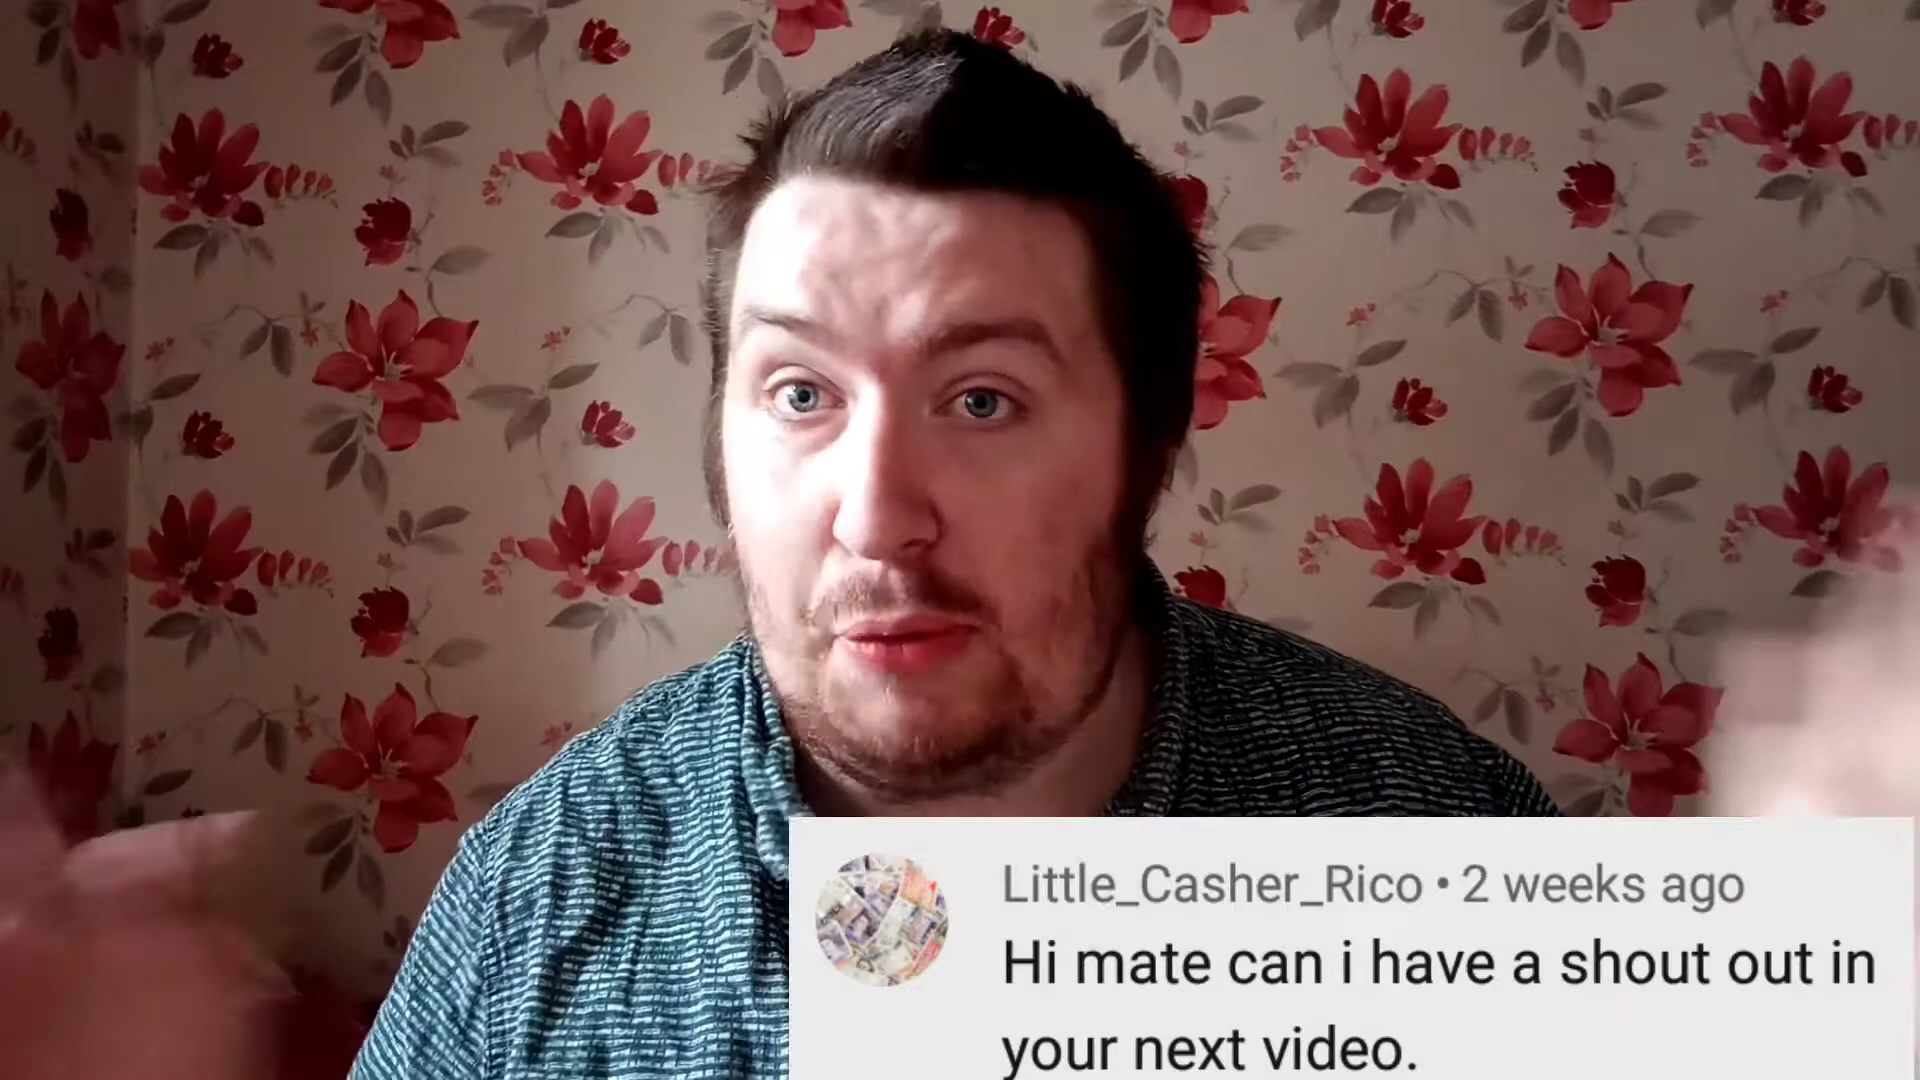 Little_Casher_Rico • 2 weeks ago
Hi mate can i have a shout out in
your next video.